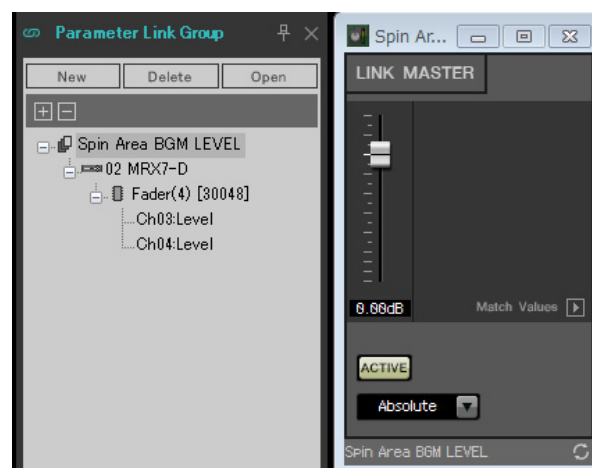 Parameter Link Group
New Delete Open
Spin Area BGM LEVEL
02 MRX7-D
Fader(4) [30048]
Ch03:Level
Ch04:Level
Spin Ar...
LINK MASTER
0.00dB
Match Values
ACTIVE
Absolute
Spin Area BGM LEVEL